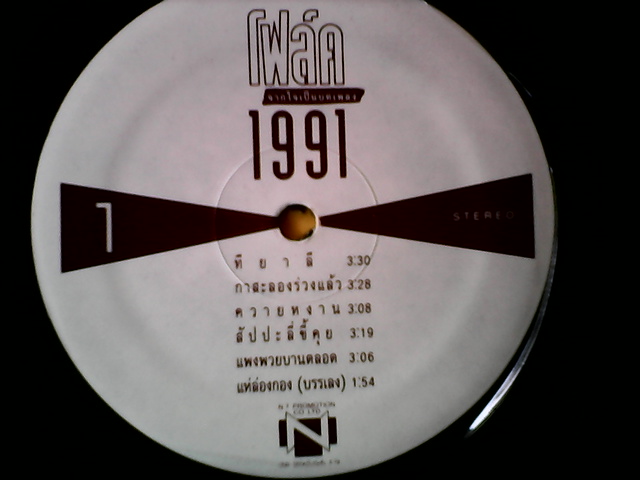 โฟล์ค
จากใจเป็นบทเพลง
1991
1
STEREO
ทิยาลี 3:30
กาสะลองร่วงแล้ว 3:28
ควายหงาน 3:08
สัปปะลี่ขี้คุย 3:19
แพงพวยบานตลอด 3:06
แห่ล่องกอง (บรรเลง) 1:54
N.T PROMOTION
CO LTD
N